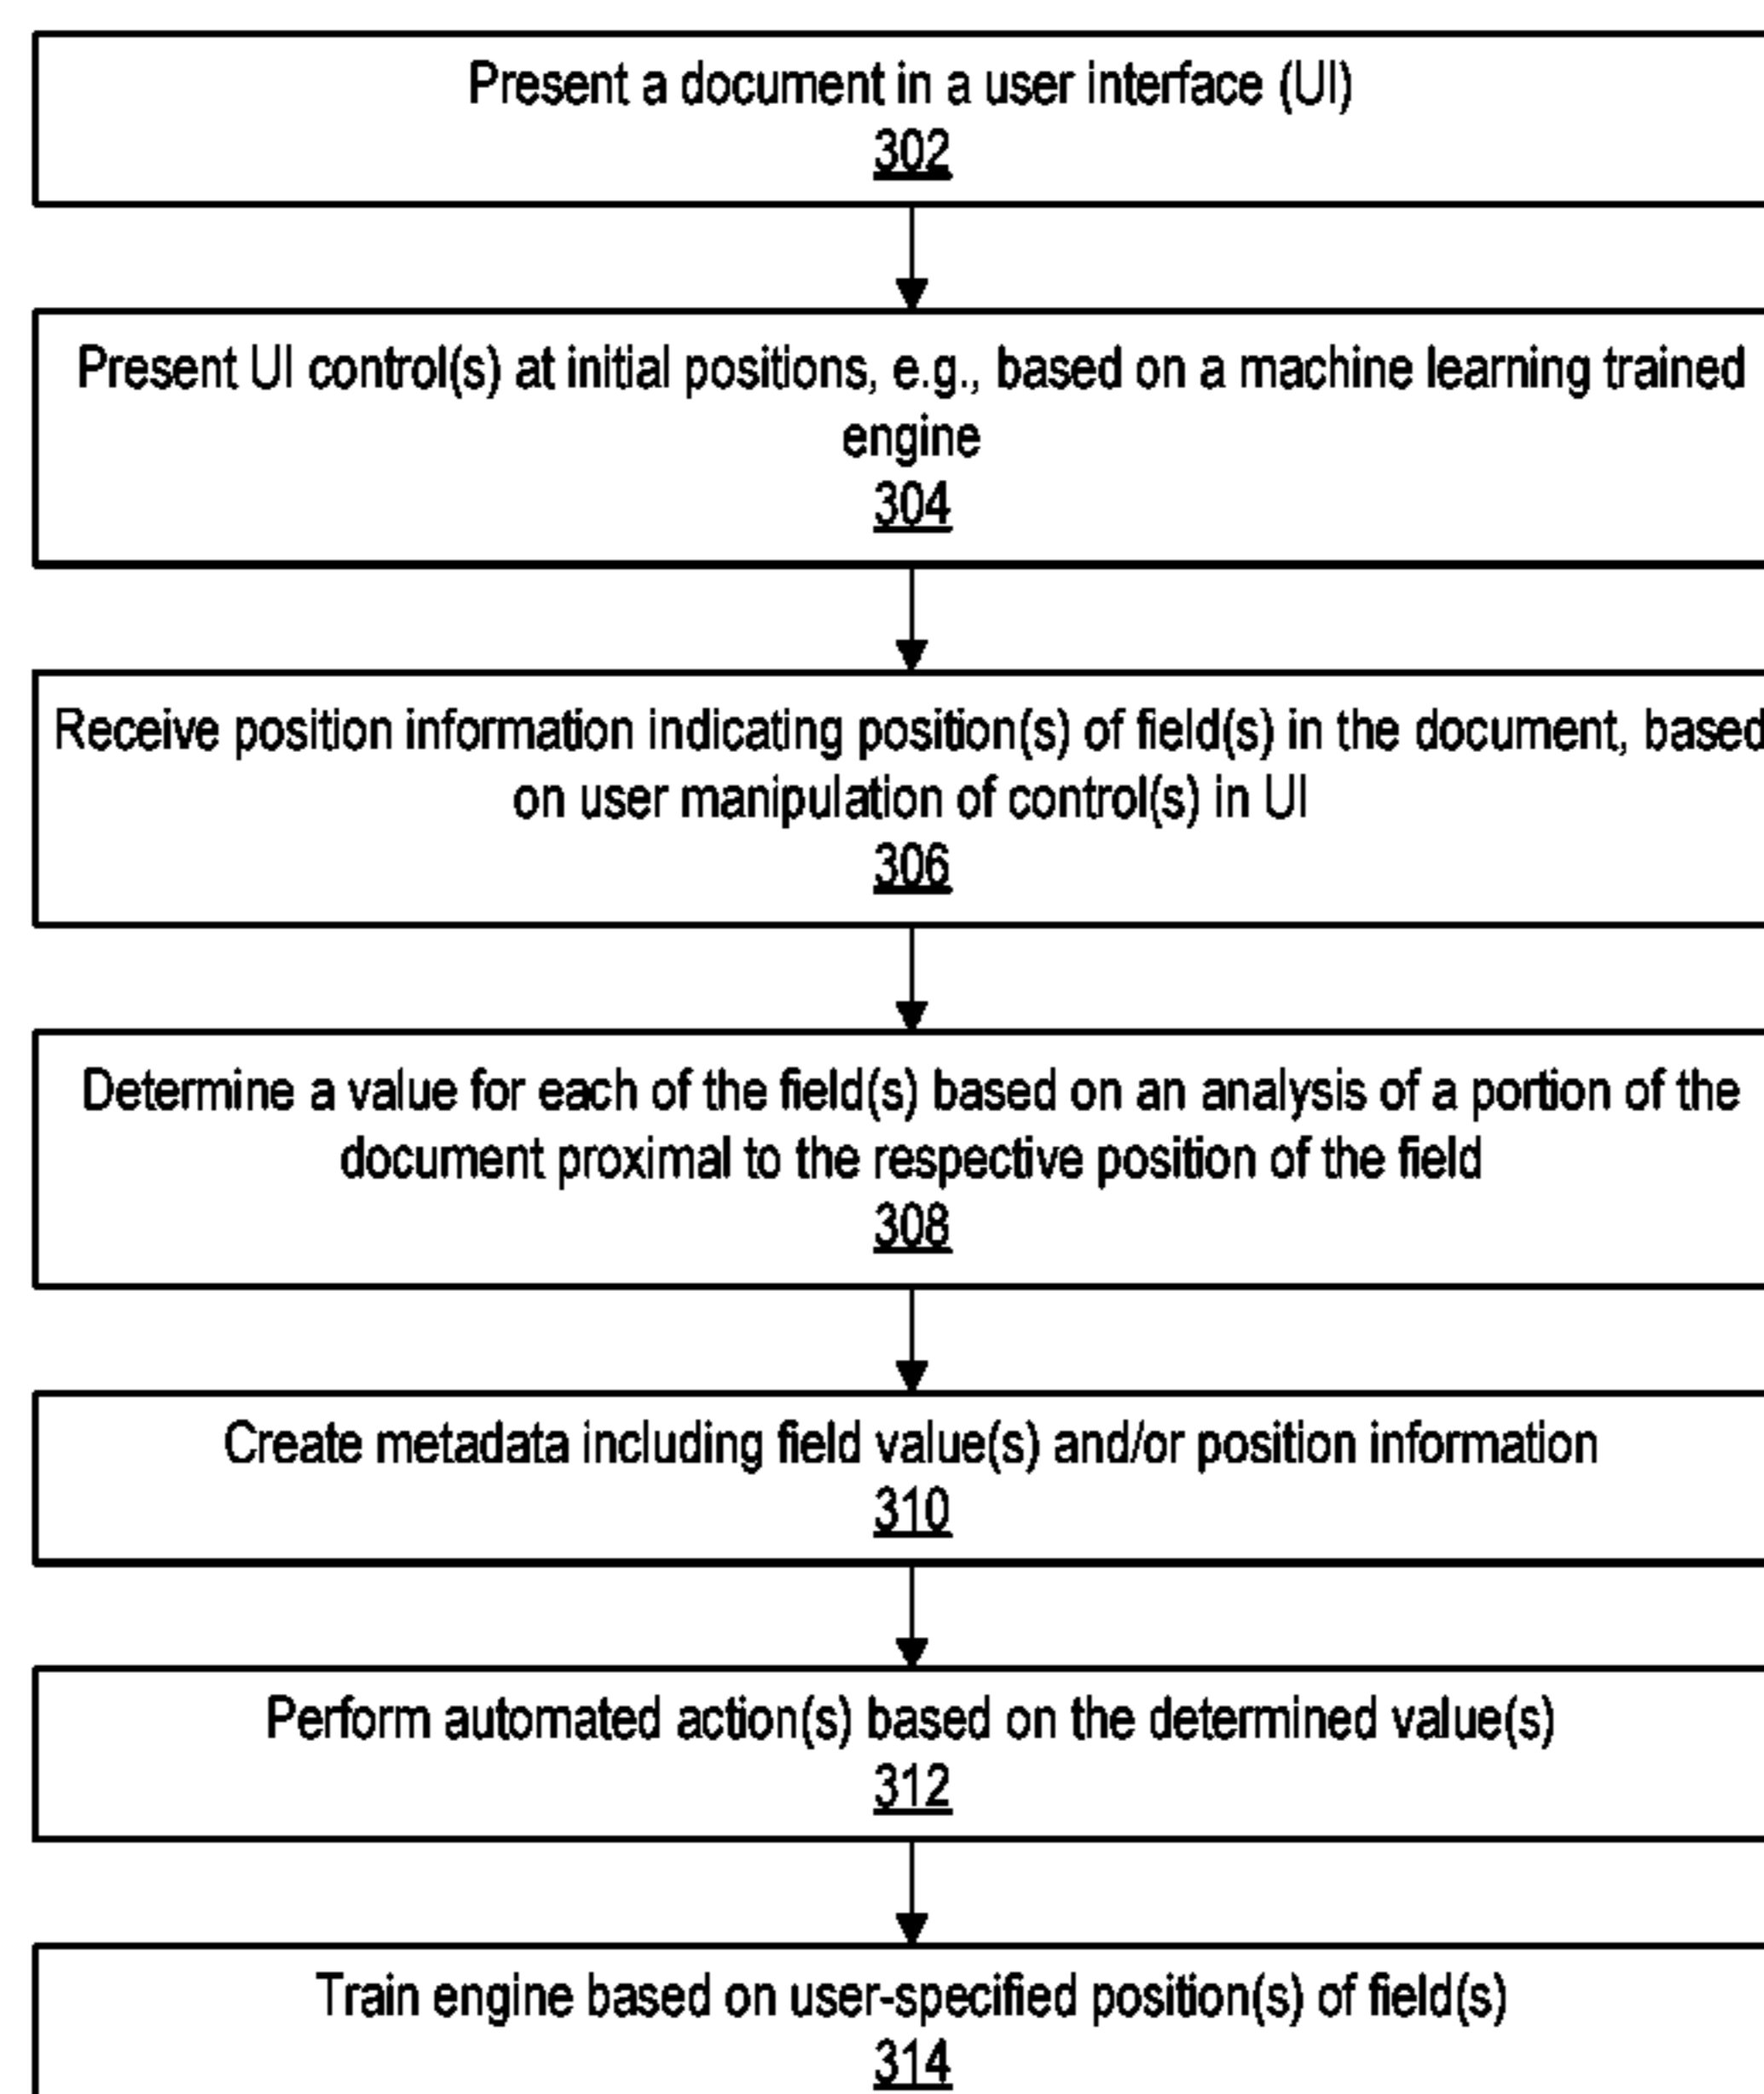 Present a document in a user interface (UI)
302
Present UI control(s) at initial positions, e.g., based on a machine learning trained
engine
304
Receive position information indicating position(s) of field(s) in the document, based
on user manipulation of control(s) in UI
306
Determine a value for each of the field(s) based on an analysis of a portion of the
document proximal to the respective position of the field
308
Create metadata including field value(s) and/or position information
310
Perform automated action(s) based on the determined value(s)
312
Train engine based on user-specified position(s) of field(s)
314